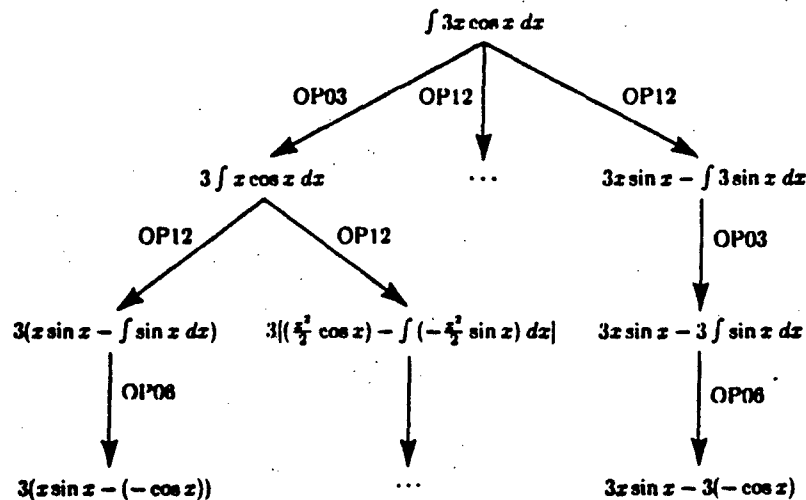 ∫ 3x cos x dx
OP03 OP12 OP12
3 ∫ x cos x dx ··· 3x sin x − ∫ 3 sin x dx
OP12 OP12 OP03
3(x sin x − ∫ sin x dx) 3[(x²/2 cos x) − ∫ (−x²/2 sin x) dx] 3x sin x − 3 ∫ sin x dx
OP06 OP06
3(x sin x − (− cos x)) ··· 3x sin x − 3(− cos x)